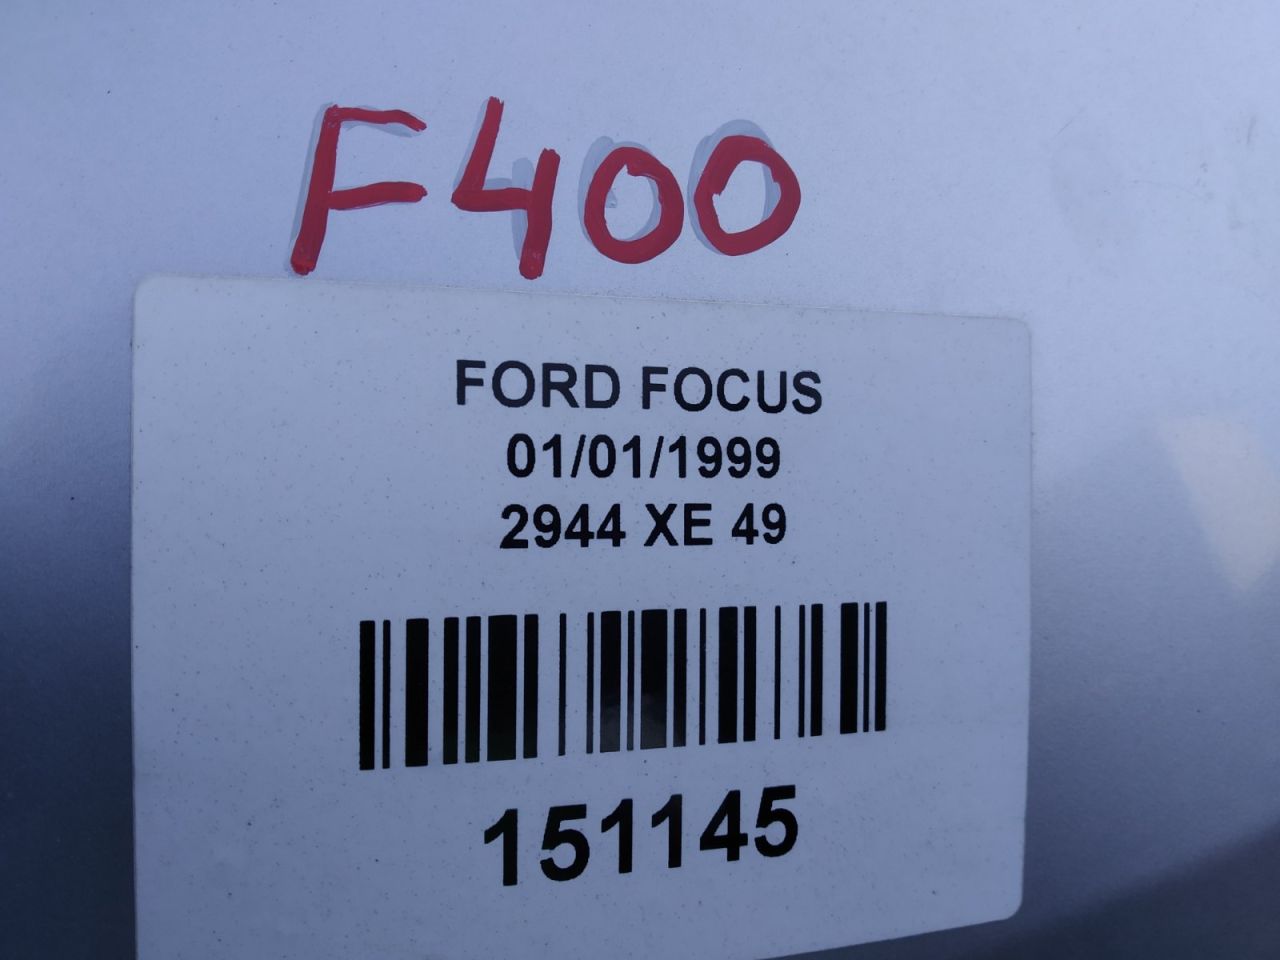 F400
FORD FOCUS
01/01/1999
2944 XE 49
151145